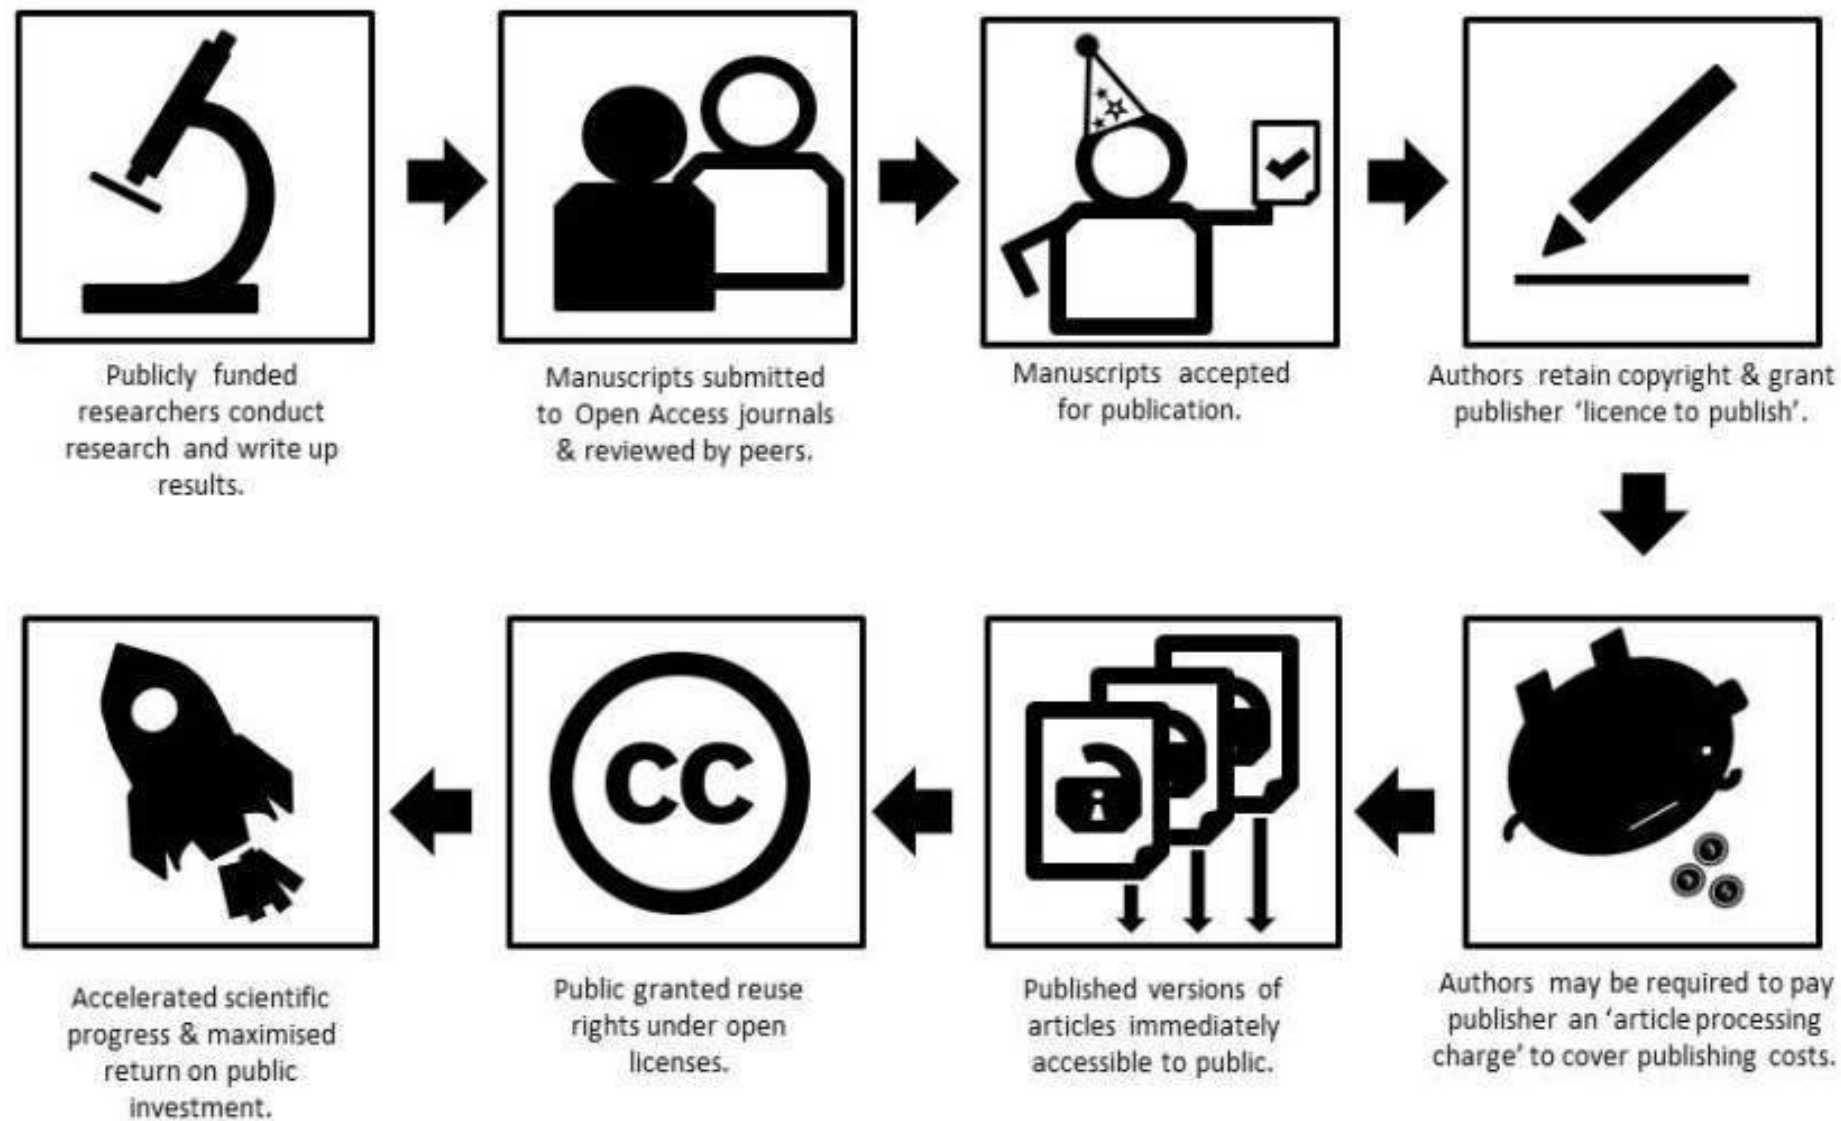 Publicly funded
researchers conduct
research and write up
results.
Manuscripts submitted
to Open Access journals
& reviewed by peers.
Manuscripts accepted
for publication.
Authors retain copyright & grant
publisher ‘licence to publish’.
Authors may be required to pay
publisher an ‘article processing
charge’ to cover publishing costs.
Published versions of
articles immediately
accessible to public.
cc
Public granted reuse
rights under open
licenses.
Accelerated scientific
progress & maximised
return on public
investment.